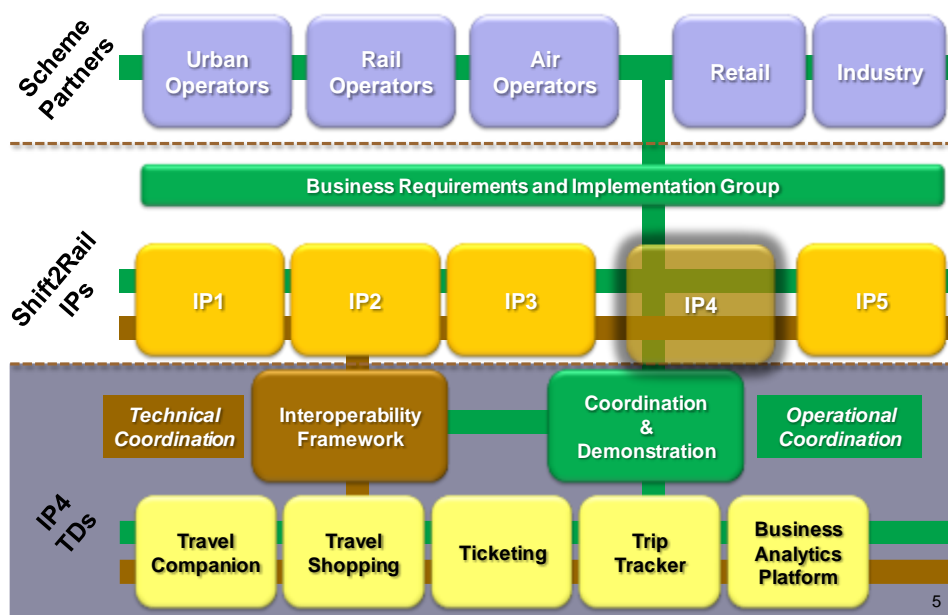 Scheme
Partners
Urban
Operators
Rail
Operators
Air
Operators
Retail
Industry
Business Requirements and Implementation Group
Shift2Rail
IPs
IP1
IP2
IP3
IP4
IP5
Technical
Coordination
Interoperability
Framework
Coordination
&
Demonstration
Operational
Coordination
IP4
TDs
Travel
Companion
Travel
Shopping
Ticketing
Trip
Tracker
Business
Analytics
Platform
5